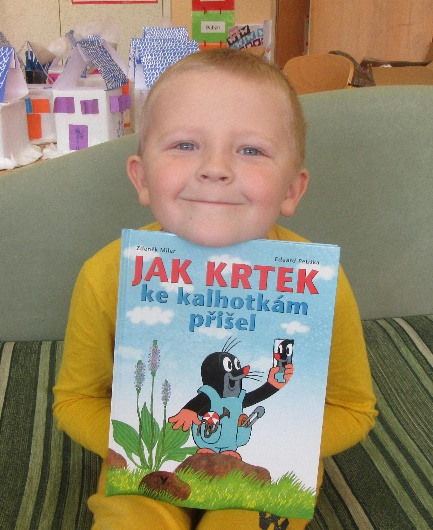 Zdeněk Miler
Eduard Petiška
JAK KRTEK
ke kalhotkám
přišel